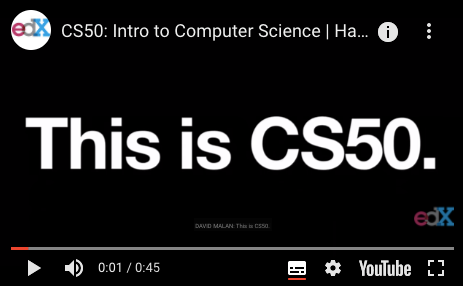 edX
CS50: Intro to Computer Science | Ha...
This is CS50.
DAVID MALAN: This is CS50.
edX
0:01 / 0:45
YouTube